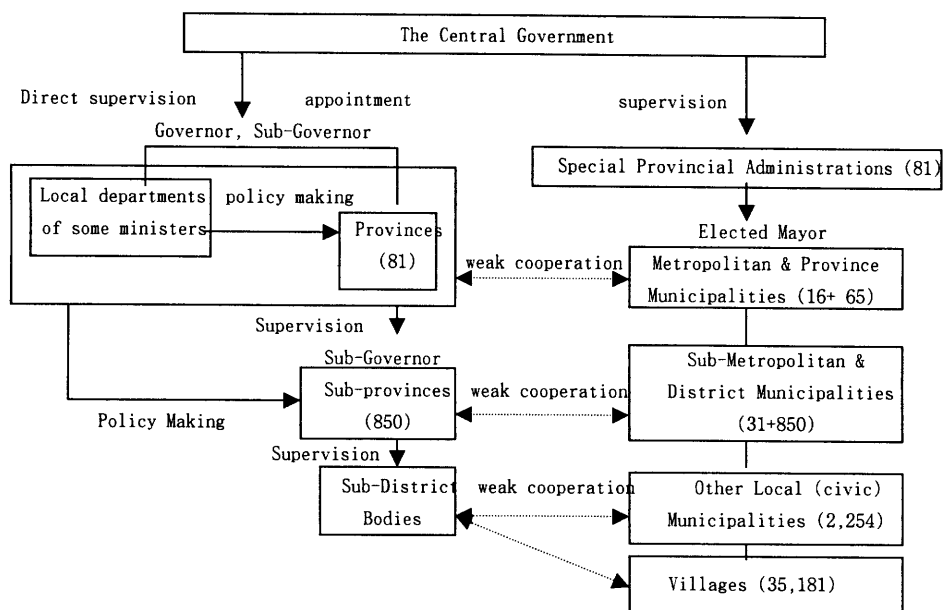 The Central Government
Direct supervision
appointment
supervision
Governor, Sub-Governor
Special Provincial Administrations (81)
Local departments
of some ministers
policy making
Provinces
(81)
Elected Mayor
weak cooperation
Metropolitan & Province
Municipalities (16+ 65)
Supervision
Sub-Governor
Sub-provinces
(850)
Policy Making
weak cooperation
Sub-Metropolitan &
District Municipalities
(31+850)
Supervision
Sub-District
Bodies
weak cooperation
Other Local (civic)
Municipalities (2,254)
Villages (35,181)